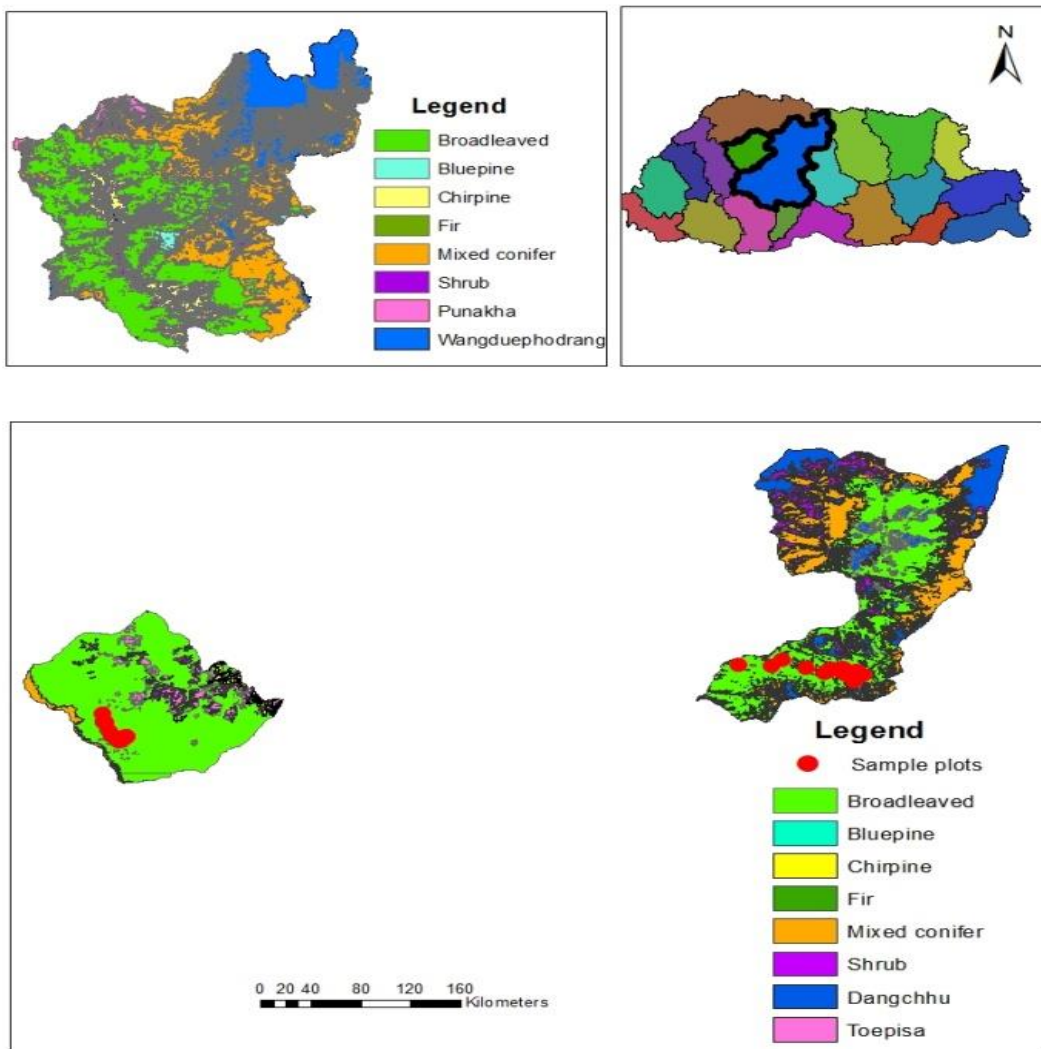 Legend
Broadleaved
Bluepine
Chirpine
Fir
Mixed conifer
Shrub
Punakha
Wangduephodrang
N
Legend
Sample plots
Broadleaved
Bluepine
Chirpine
Fir
Mixed conifer
Shrub
Dangchhu
Toepisa
0 20 40 80 120 160
Kilometers